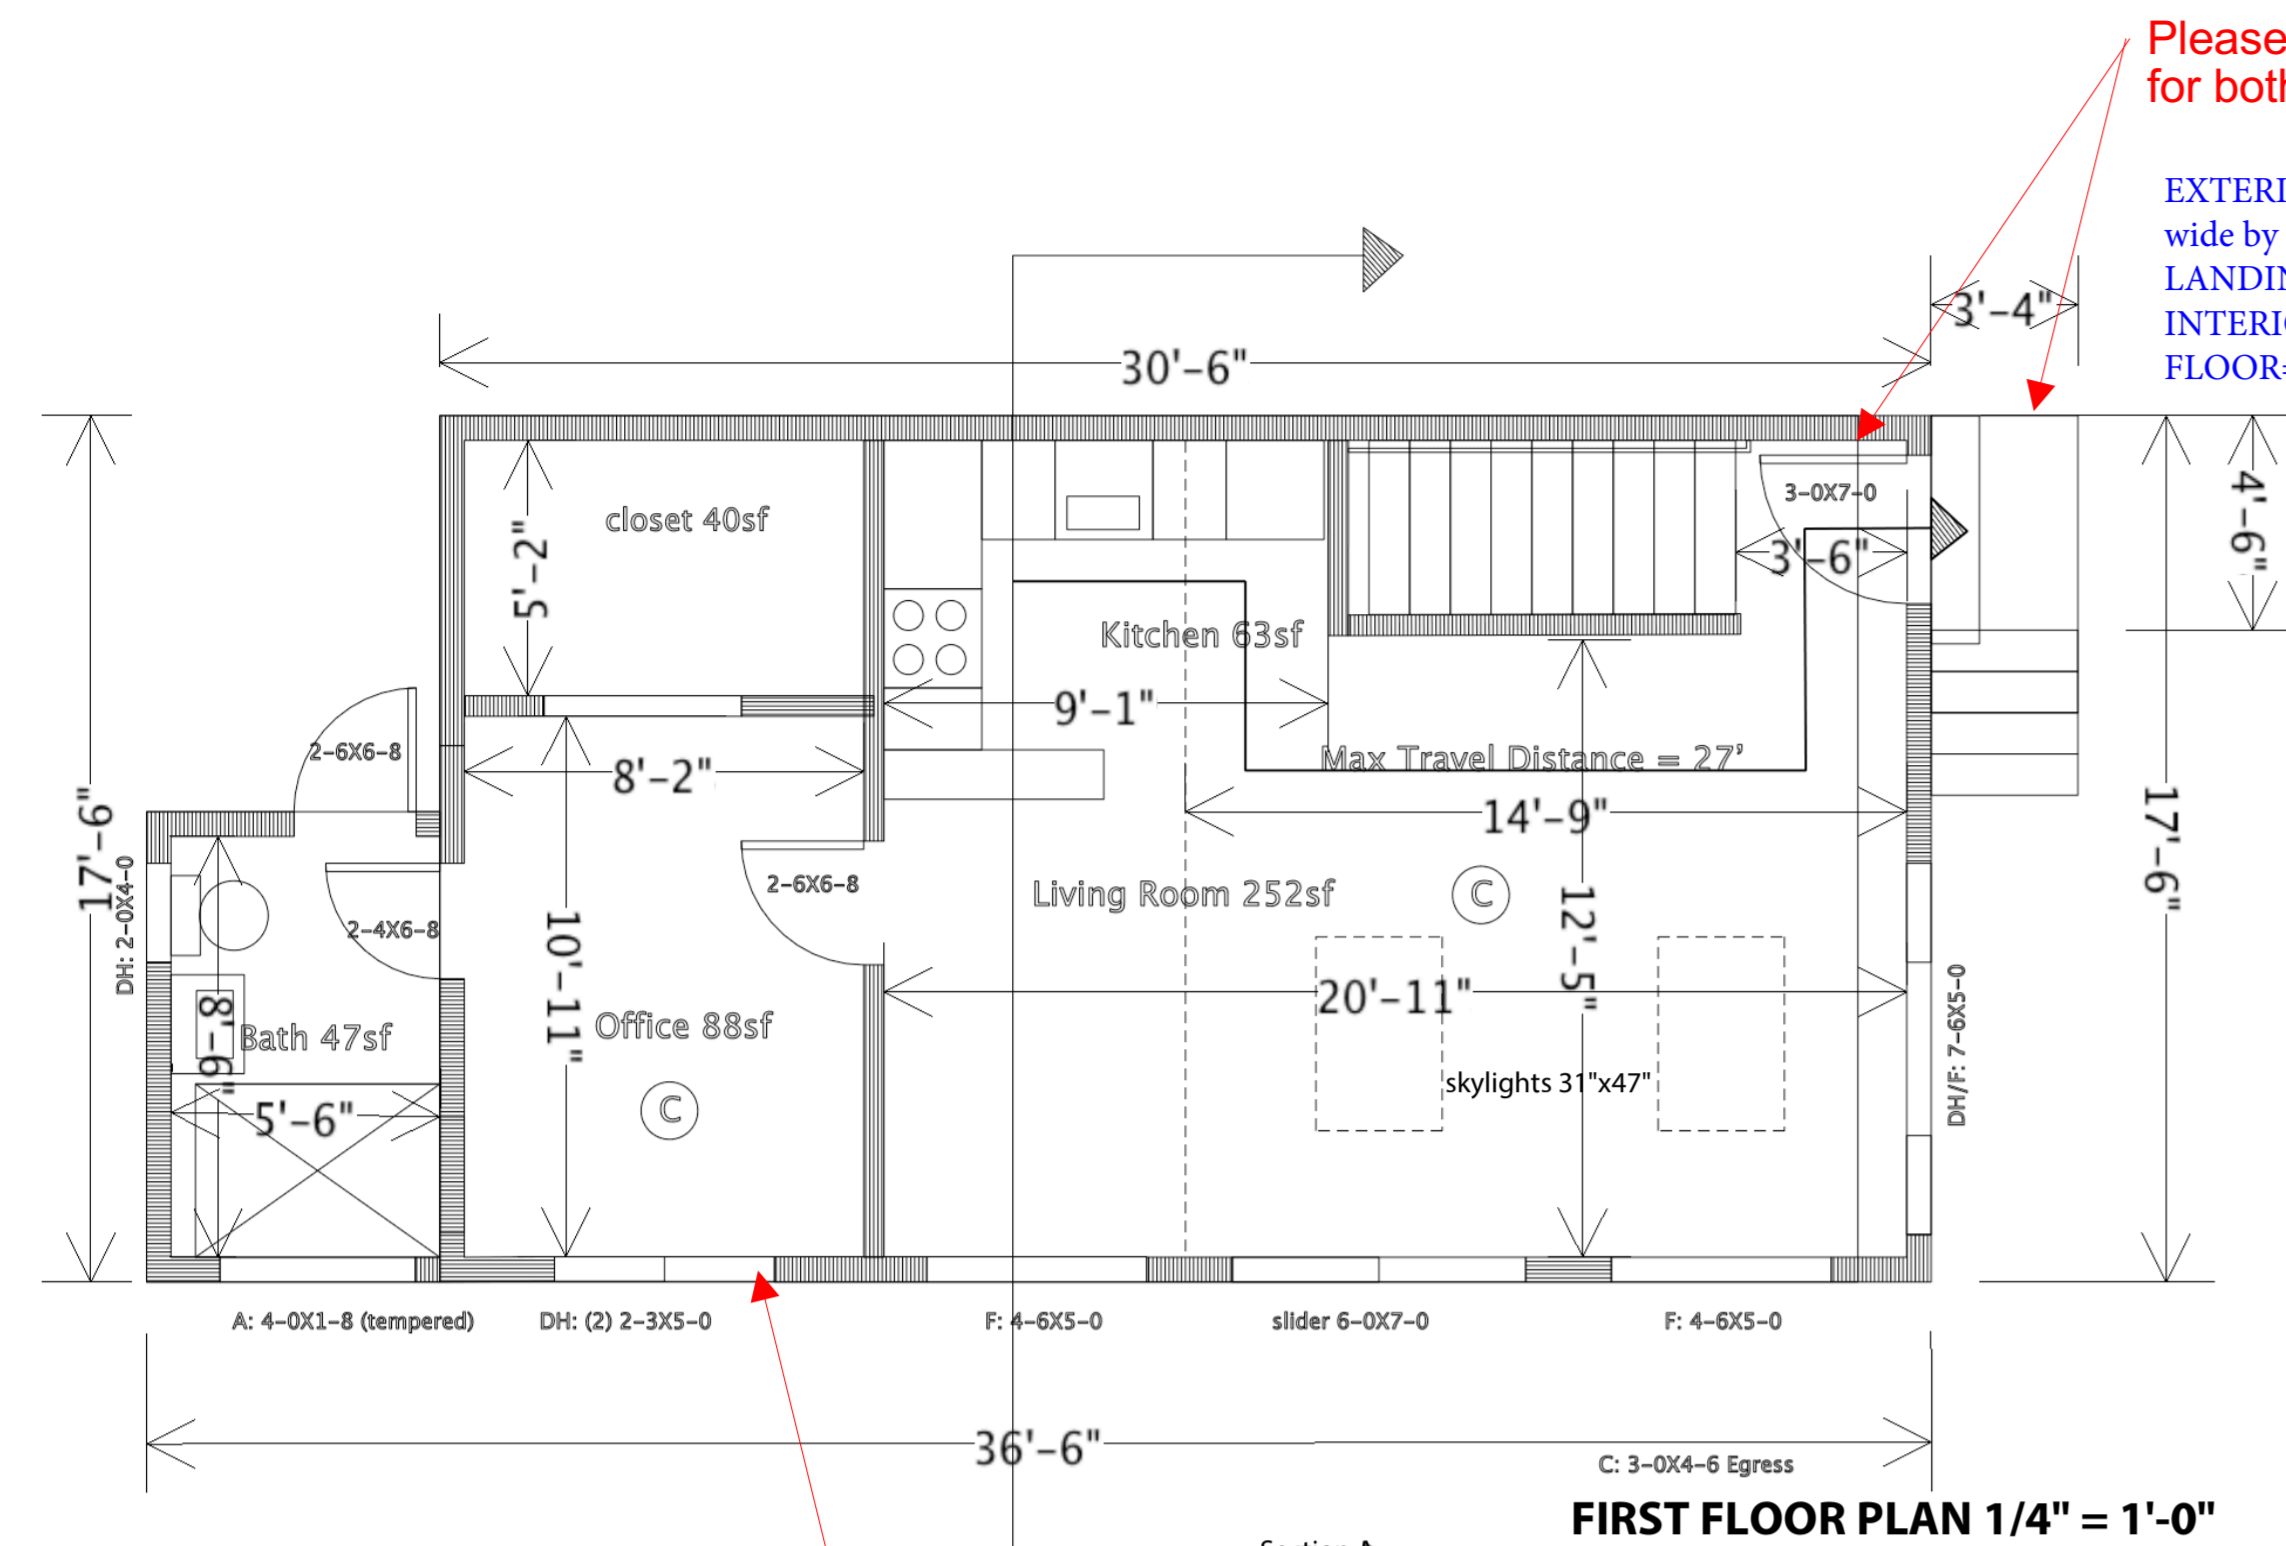 Please
for both
EXTERI
wide by
LANDIN
INTERIO
FLOOR=
3'-4"
30'-6"
closet 40sf
3-0X7-0
5'-2"
3'-6"
4'-6"
Kitchen 63sf
9'-1"
2-6X6-8
8'-2"
Max Travel Distance = 27'
14'-9"
17'-6"
17'-6"
DH: 2-0X4-0
2-6X6-8
Living Room 252sf
C
2-4X6-8
10'-11"
12'-5"
20'-11"
8'-6"
Bath 47sf
Office 88sf
DH/F: 7-6X5-0
skylights 31"x47"
5'-6"
C
A: 4-0X1-8 (tempered)
DH: (2) 2-3X5-0
F: 4-6X5-0
slider 6-0X7-0
F: 4-6X5-0
36'-6"
C: 3-0X4-6 Egress
FIRST FLOOR PLAN 1/4" = 1'-0"
Section A